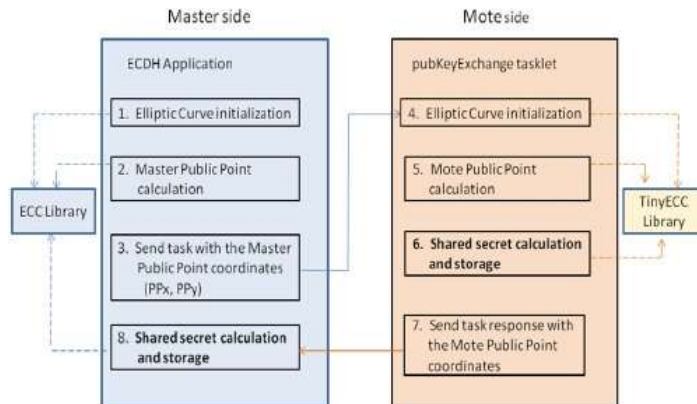 Master side
Mote side
ECDH Application
pubKeyExchange tasklet
1. Elliptic Curve initialization
4. Elliptic Curve initialization
2. Master Public Point
calculation
5. Mote Public Point
calculation
ECC Library
TinyECC
Library
3. Send task with the Master
Public Point coordinates
(PPx, PPy)
6. Shared secret calculation
and storage
8. Shared secret calculation
and storage
7. Send task response with
the Mote Public Point
coordinates